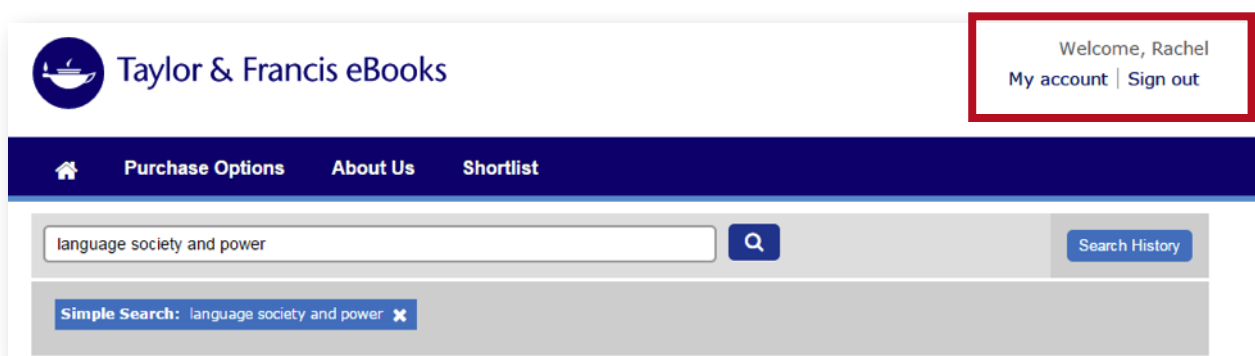 Welcome, Rachel
Taylor & Francis eBooks
My account | Sign out
Purchase Options About Us Shortlist
language society and power
Search History
Simple Search: language society and power ✖